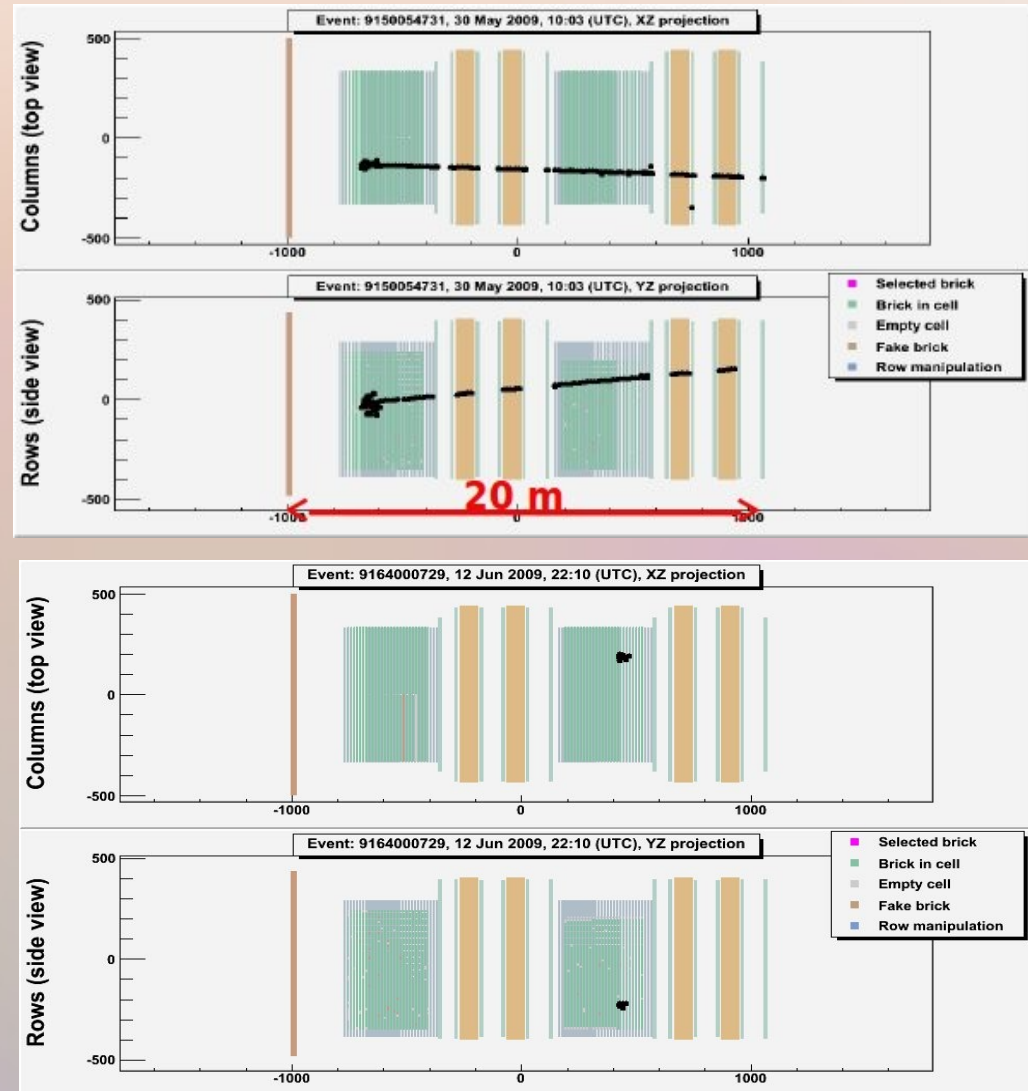 Event: 9150054731, 30 May 2009, 10:03 (UTC), XZ projection
Columns (top view)
500
0
-500
-1000
0
1000
Event: 9150054731, 30 May 2009, 10:03 (UTC), YZ projection
Rows (side view)
500
0
-500
Selected brick
Brick in cell
Empty cell
Fake brick
Row manipulation
20 m
-1000
0
1000
Event: 9164000729, 12 Jun 2009, 22:10 (UTC), XZ projection
Columns (top view)
500
0
-500
-1000
0
1000
Event: 9164000729, 12 Jun 2009, 22:10 (UTC), YZ projection
Rows (side view)
500
0
-500
Selected brick
Brick in cell
Empty cell
Fake brick
Row manipulation
-1000
0
1000